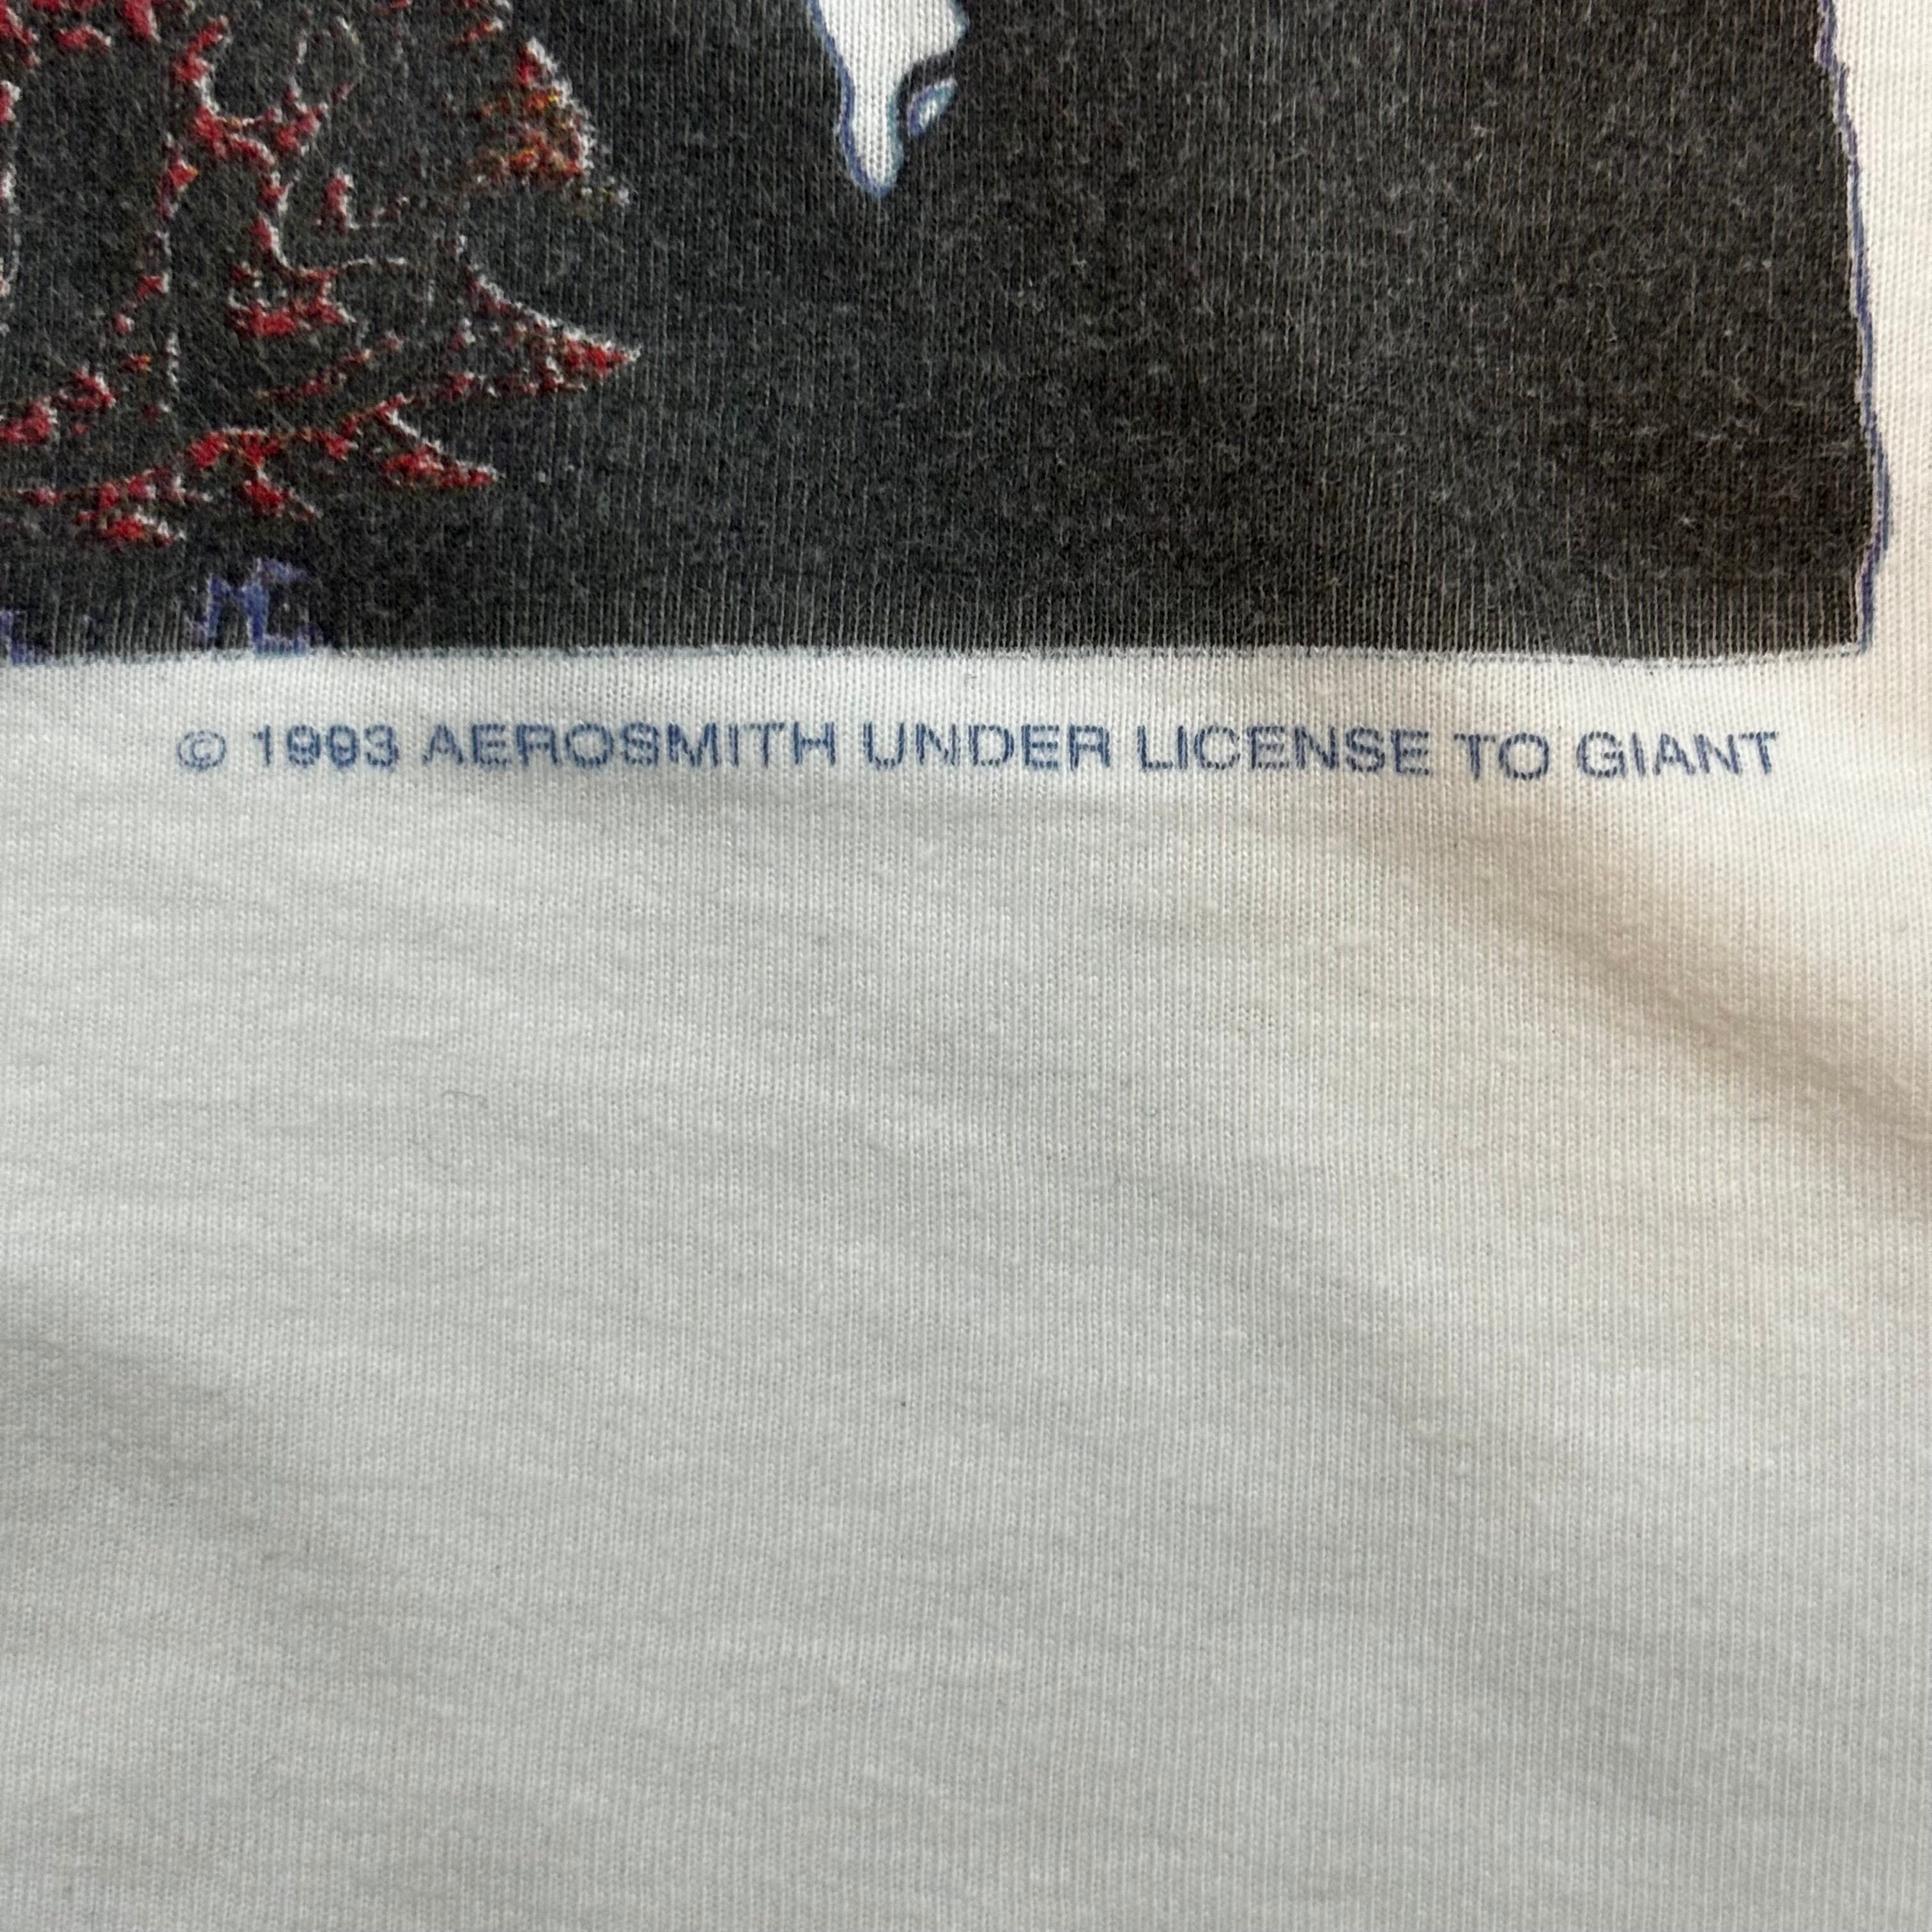 © 1993 AEROSMITH UNDER LICENSE TO GIANT